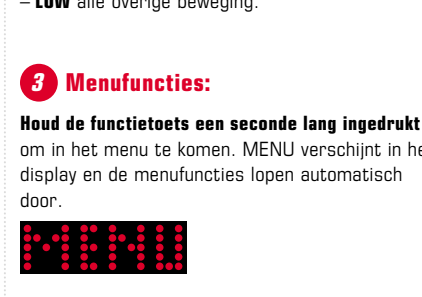 – LOW alle overige beweging.
3 Menufuncties:
Houd de functietoets een seconde lang ingedrukt
om in het menu te komen. MENU verschijnt in he
display en de menufuncties lopen automatisch
door.
MENU